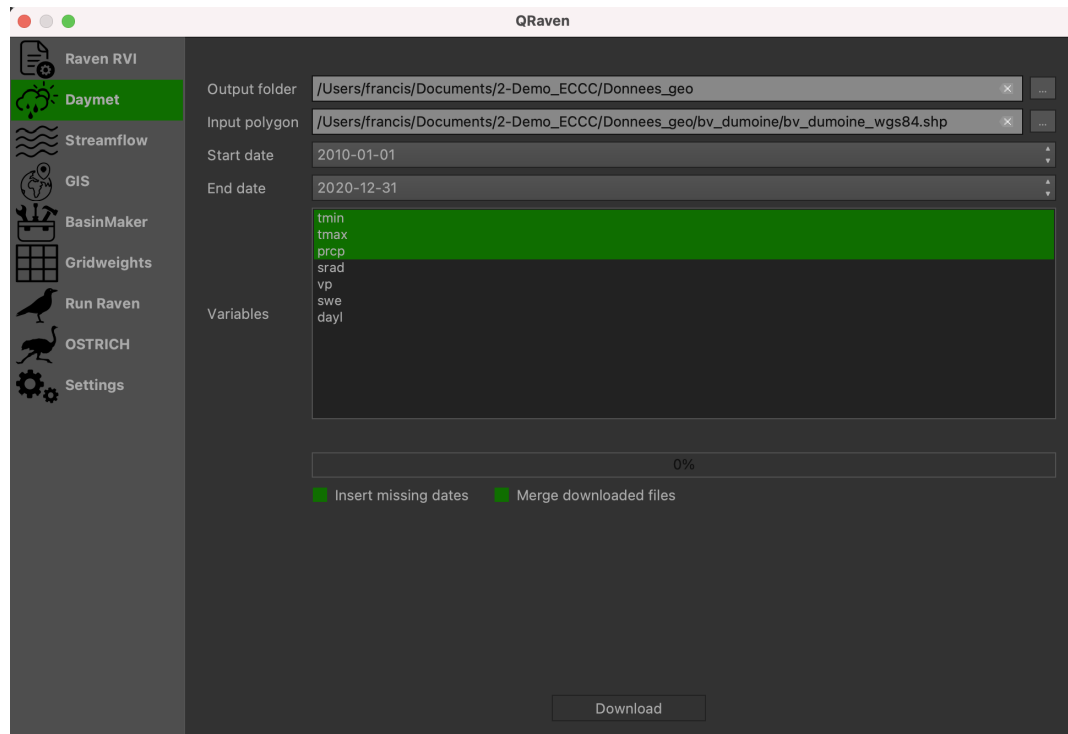 QRaven
Raven RVI
Daymet
Streamflow
GIS
BasinMaker
Gridweights
Run Raven
OSTRICH
Settings
Output folder /Users/francis/Documents/2-Demo_ECCC/Donnees_geo ...
Input polygon /Users/francis/Documents/2-Demo_ECCC/Donnees_geo/bv_dumoine/bv_dumoine_wgs84.shp ...
Start date 2010-01-01
End date 2020-12-31
Variables
tmin
tmax
prcp
srad
vp
swe
dayl
0%
Insert missing dates Merge downloaded files
Download